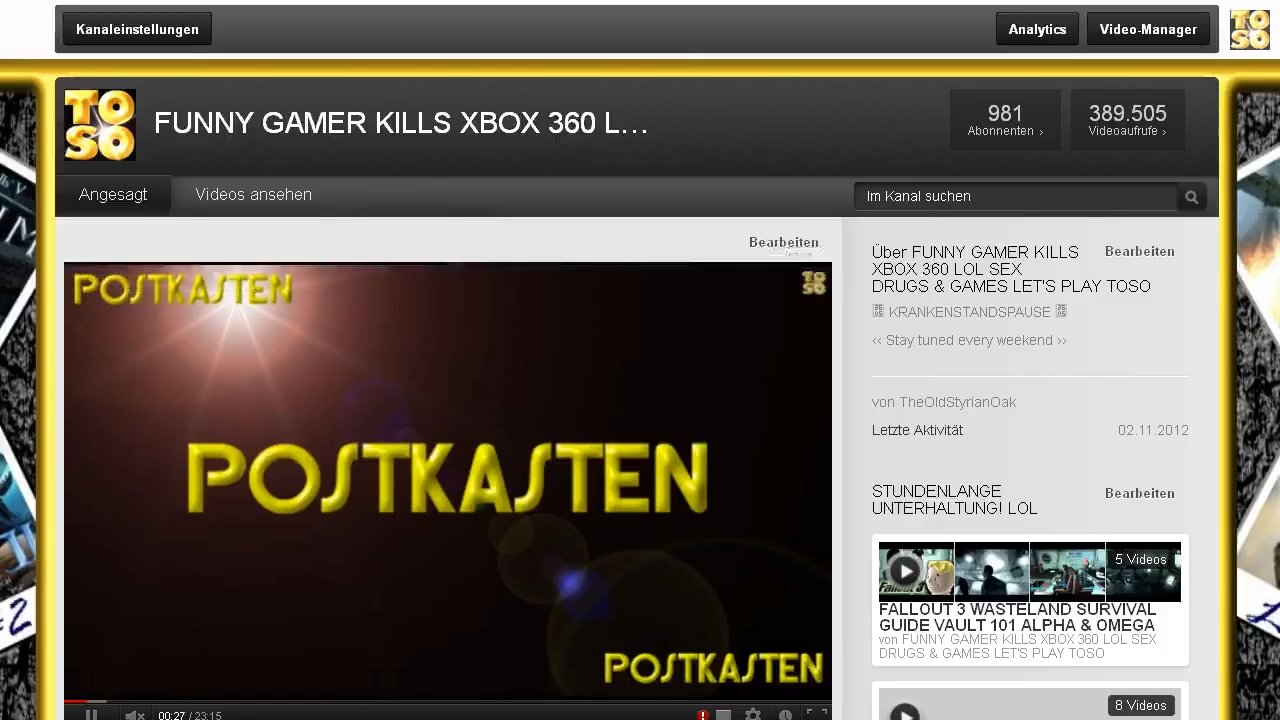 Kanaleinstellungen
Analytics
Video-Manager
TO
SO
TO
SO
FUNNY GAMER KILLS XBOX 360 L...
981
Abonnenten ›
389.505
Videoaufrufe ›
Angesagt
Videos ansehen
Im Kanal suchen
Bearbeiten
POSTKASTEN
TO
SO
POSTKASTEN
POSTKASTEN
00:27 / 23:15
Über FUNNY GAMER KILLS
XBOX 360 LOL SEX
DRUGS & GAMES LET'S PLAY TOSO
Bearbeiten
KRANKENSTANDSPAUSE
‹‹ Stay tuned every weekend ››
von TheOldStyrianOak
Letzte Aktivität
02.11.2012
STUNDENLANGE
UNTERHALTUNG! LOL
Bearbeiten
5 Videos
FALLOUT 3 WASTELAND SURVIVAL
GUIDE VAULT 101 ALPHA & OMEGA
von FUNNY GAMER KILLS XBOX 360 LOL SEX
DRUGS & GAMES LET'S PLAY TOSO
8 Videos